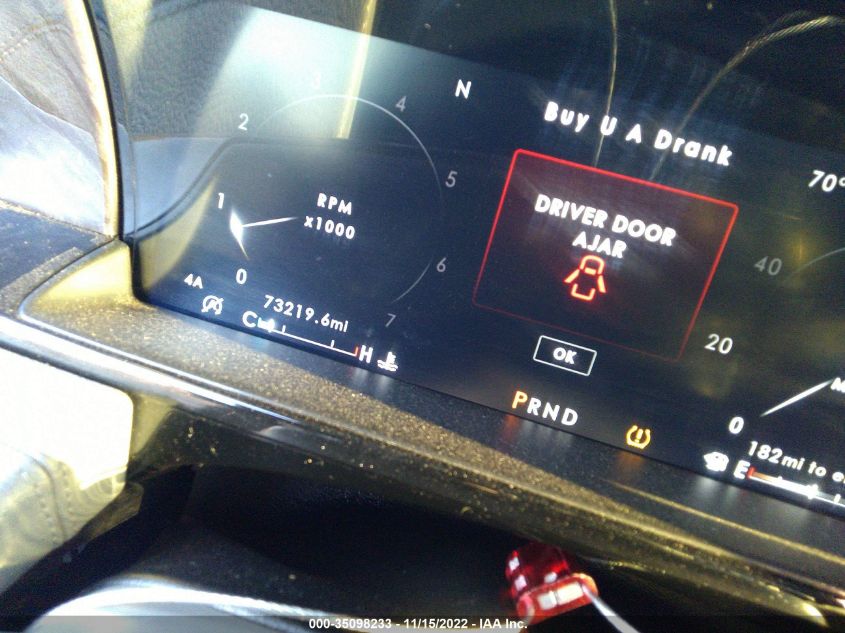 N
Buy U A Drank
70°
1
2
3
4
5
6
7
0
RPM
x1000
DRIVER DOOR
AJAR
OK
40
20
0
4A
A
73219.6mi
C
H
PRND
182mi to
E
000-35098233 - 11/15/2022 - IAA Inc.